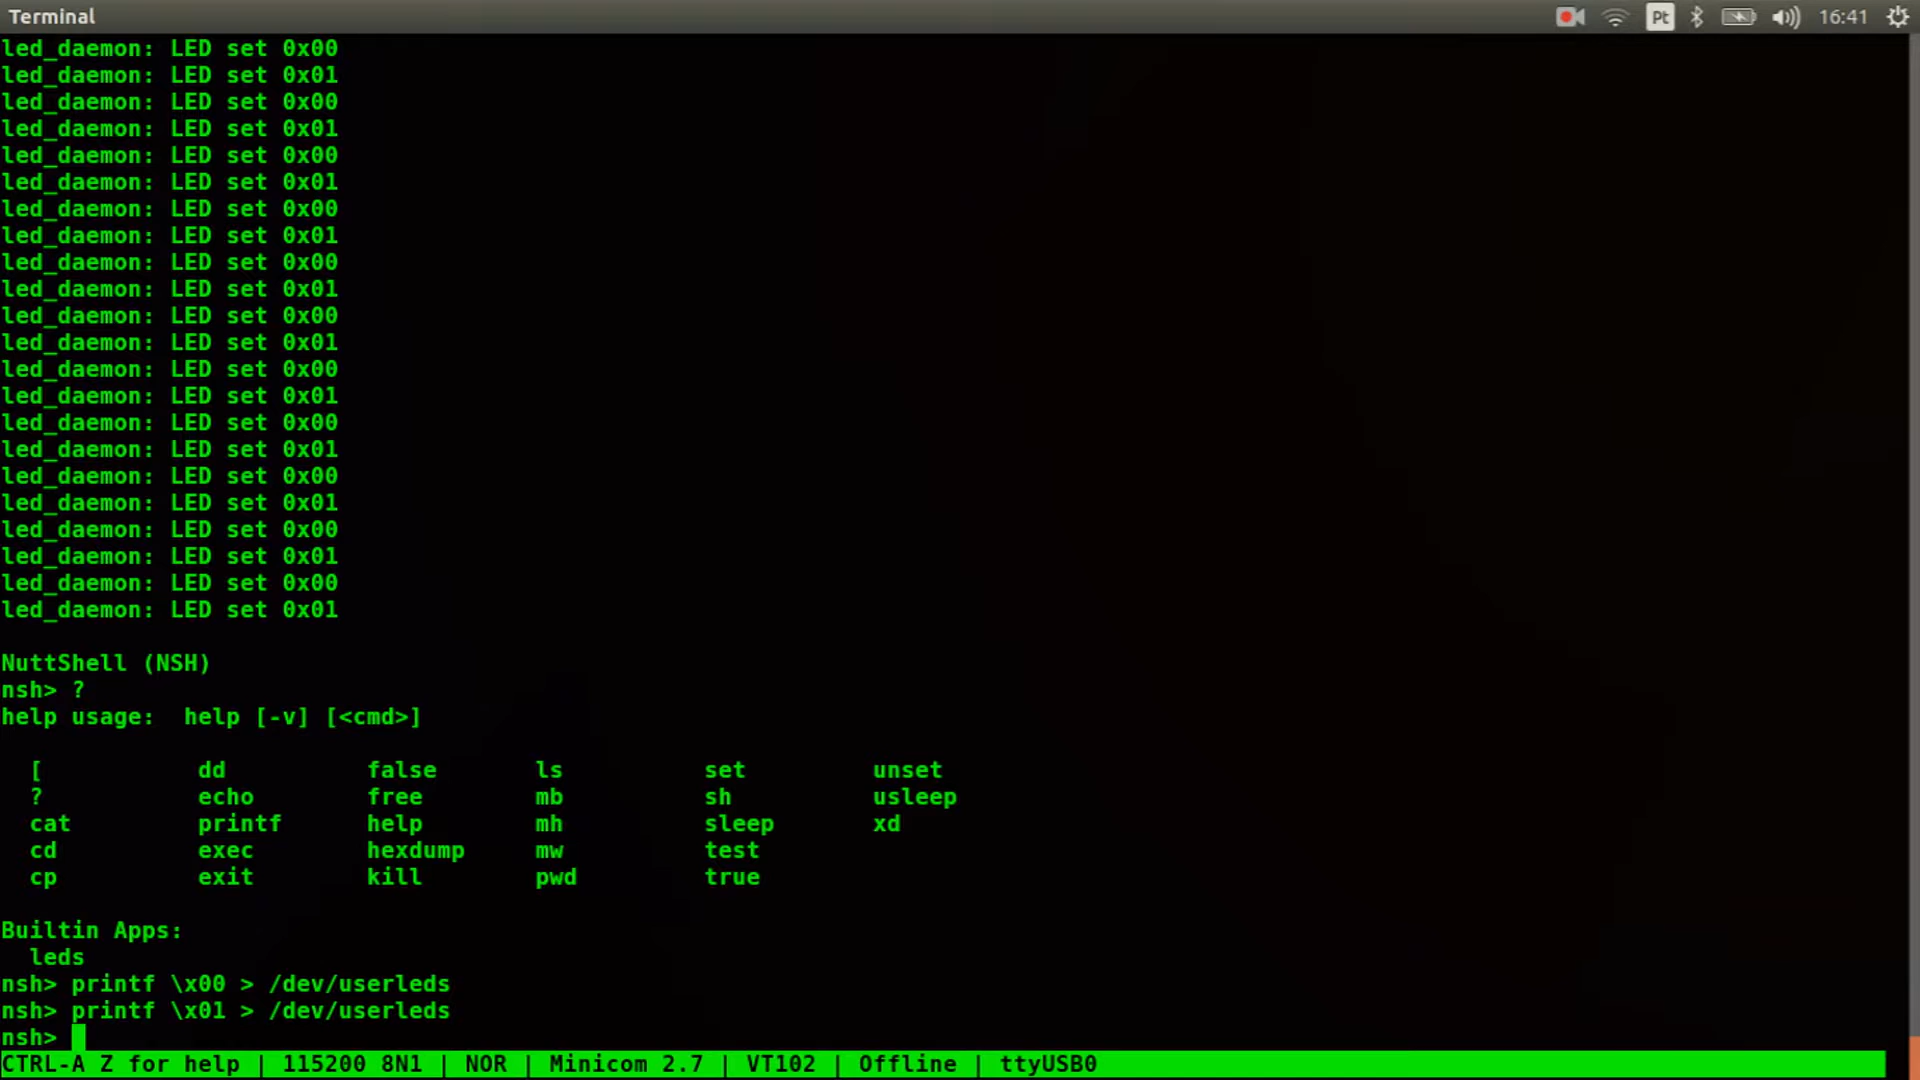 Terminal Pt 16:41
led_daemon: LED set 0x00
led_daemon: LED set 0x01
led_daemon: LED set 0x00
led_daemon: LED set 0x01
led_daemon: LED set 0x00
led_daemon: LED set 0x01
led_daemon: LED set 0x00
led_daemon: LED set 0x01
led_daemon: LED set 0x00
led_daemon: LED set 0x01
led_daemon: LED set 0x00
led_daemon: LED set 0x01
led_daemon: LED set 0x00
led_daemon: LED set 0x01
led_daemon: LED set 0x00
led_daemon: LED set 0x01
led_daemon: LED set 0x00
led_daemon: LED set 0x01
led_daemon: LED set 0x00
led_daemon: LED set 0x01
led_daemon: LED set 0x00
led_daemon: LED set 0x01
NuttShell (NSH)
nsh> ?
help usage:  help [-v] [<cmd>]
[ dd false ls set unset
? echo free mb sh usleep
cat printf help mh sleep xd
cd exec hexdump mw test
cp exit kill pwd true
Builtin Apps:
leds
nsh> printf \x00 > /dev/userleds
nsh> printf \x01 > /dev/userleds
nsh>
CTRL-A Z for help | 115200 8N1 | NOR | Minicom 2.7 | VT102 | Offline | ttyUSB0